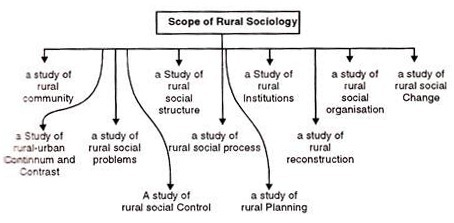 Scope of Rural Sociology
a study of
rural
community
a Study of
rural
social
structure
a study of
rural
Institutions
a study of
rural
social
organisation
a study of
rural social
Change
a Study of
rural-urban
Continnum and
Contrast
a study of
rural social
problems
a study of
rural social process
a study of
rural
reconstruction
A study of
rural social Control
a study of
rural Planning